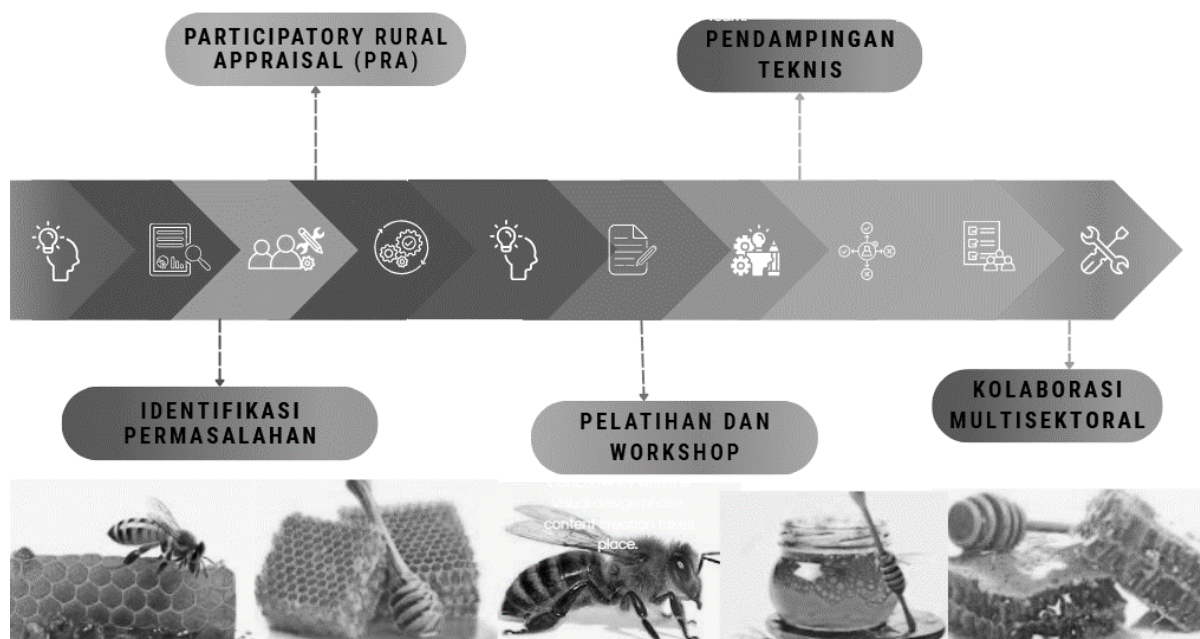 PARTICIPATORY RURAL
APPRAISAL (PRA)
PENDAMPINGAN
TEKNIS
IDENTIFIKASI
PERMASALAHAN
PELATIHAN DAN
WORKSHOP
KOLABORASI
MULTISEKTORAL
visual design phase,
content creation takes
place.